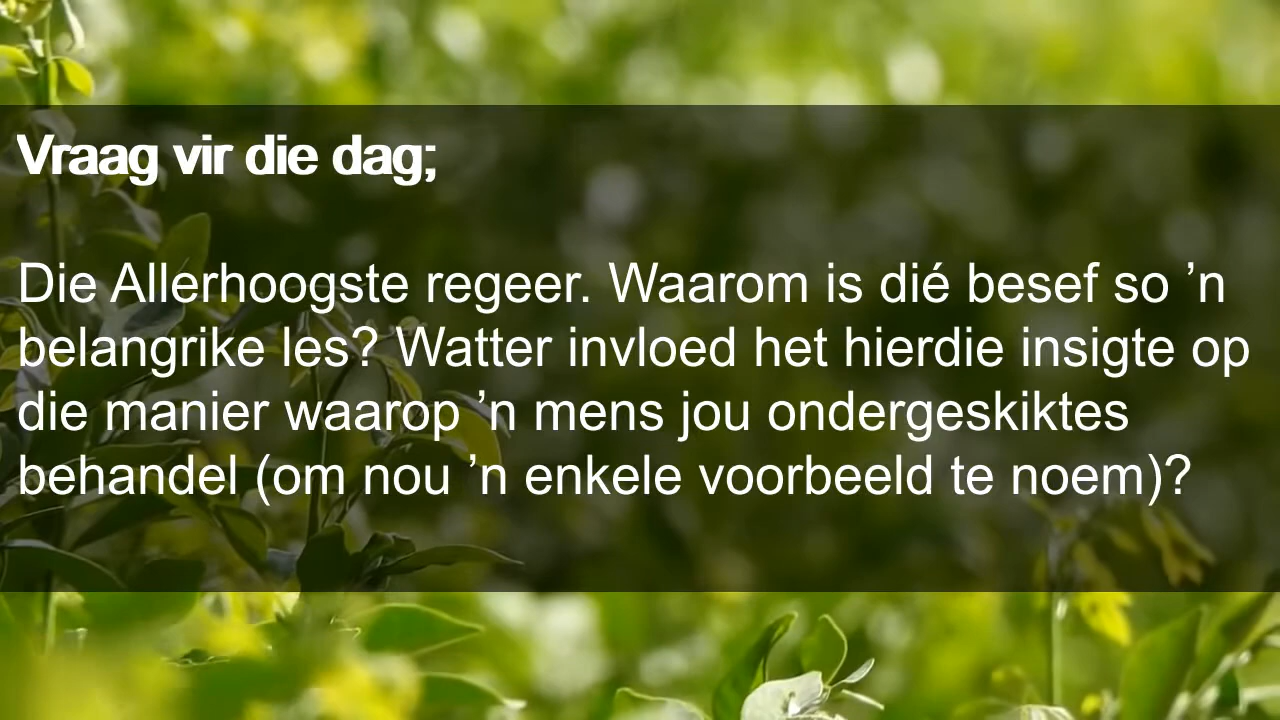 Vraag vir die dag;
Die Allerhoogste regeer. Waarom is dié besef so ’n
belangrike les? Watter invloed het hierdie insigte op
die manier waarop ’n mens jou ondergeskiktes
behandel (om nou ’n enkele voorbeeld te noem)?